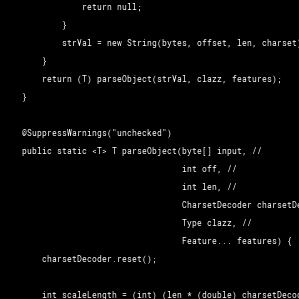 return null;
}
strVal = new String(bytes, offset, len, charset)
}
return (T) parseObject(strVal, clazz, features);
}
@SuppressWarnings("unchecked")
public static <T> T parseObject(byte[] input, //
int off, //
int len, //
CharsetDecoder charsetDe
Type clazz, //
Feature... features) {
charsetDecoder.reset();
int scaleLength = (int) (len * (double) charsetDecod